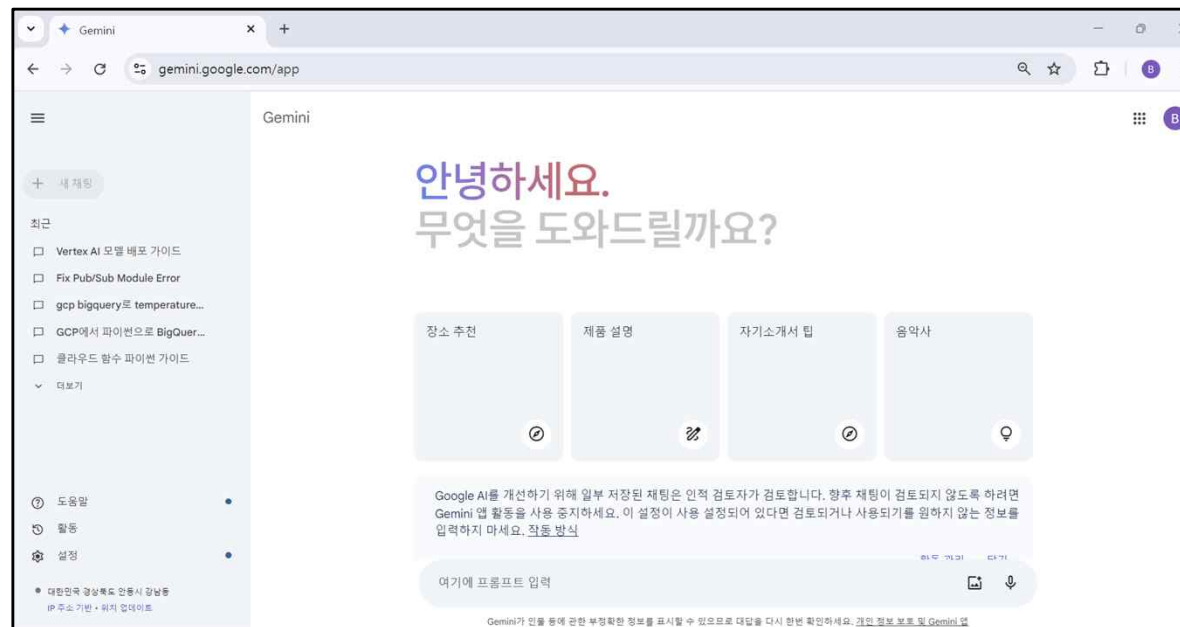 Gemini
gemini.google.com/app
B
Gemini
B
새 채팅
최근
Vertex AI 모델 배포 가이드
Fix Pub/Sub Module Error
gcp bigquery로 temperature...
GCP에서 파이썬으로 BigQuer...
클라우드 함수 파이썬 가이드
더보기
도움말
활동
설정
대한민국 경상북도 안동시 강남동
IP 주소 기반 • 위치 업데이트
안녕하세요.
무엇을 도와드릴까요?
장소 추천
제품 설명
자기소개서 팁
음악사
Google AI를 개선하기 위해 일부 저장된 채팅은 인적 검토자가 검토합니다. 향후 채팅이 검토되지 않도록 하려면
Gemini 앱 활동을 사용 중지하세요. 이 설정이 사용 설정되어 있다면 검토되거나 사용되기를 원하지 않는 정보를
입력하지 마세요. 작동 방식
여기에 프롬프트 입력
Gemini가 인물 등에 관한 부정확한 정보를 표시할 수 있으므로 대답을 다시 한번 확인하세요. 개인 정보 보호 및 Gemini 앱